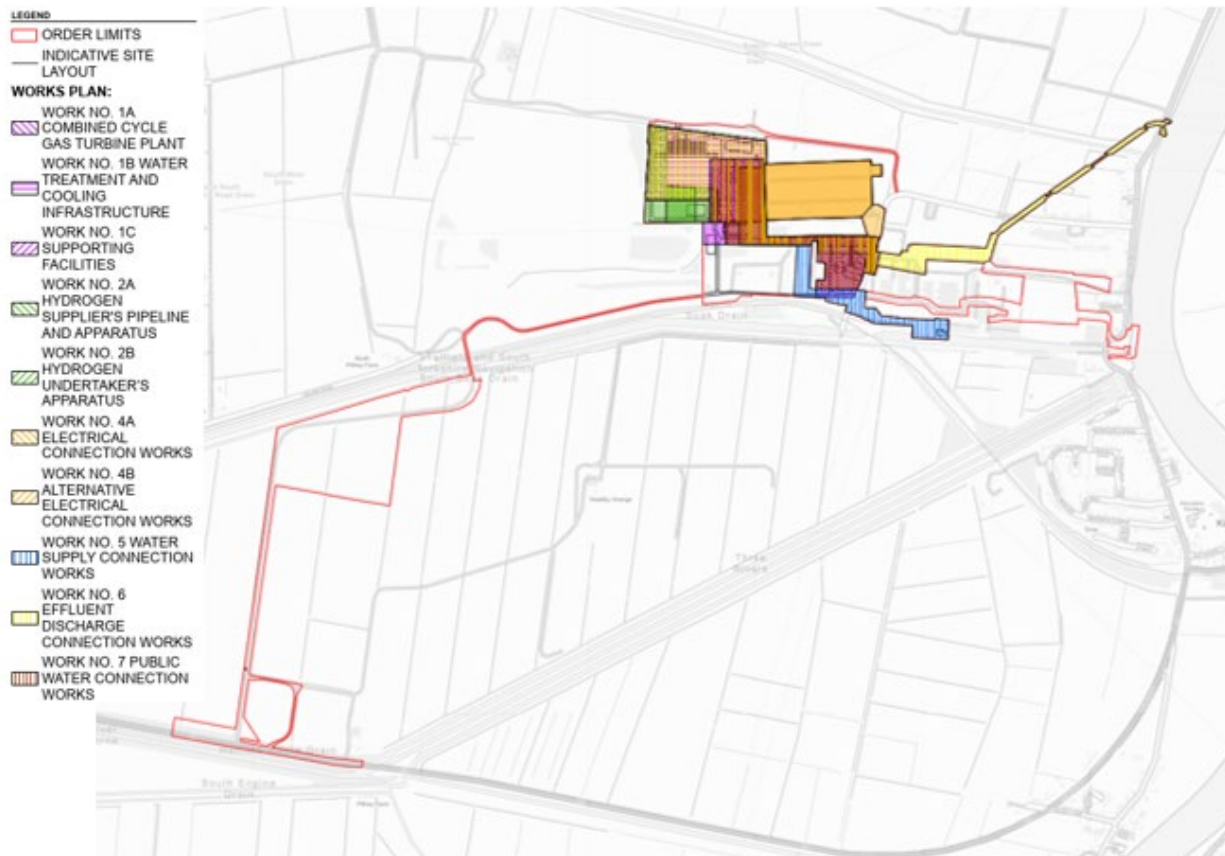 LEGEND
ORDER LIMITS
INDICATIVE SITE
LAYOUT
WORKS PLAN:
WORK NO. 1A
COMBINED CYCLE
GAS TURBINE PLANT
WORK NO. 1B WATER
TREATMENT AND
COOLING
INFRASTRUCTURE
WORK NO. 1C
SUPPORTING
FACILITIES
WORK NO. 2A
HYDROGEN
SUPPLIER'S PIPELINE
AND APPARATUS
WORK NO. 2B
HYDROGEN
UNDERTAKER'S
APPARATUS
WORK NO. 4A
ELECTRICAL
CONNECTION WORKS
WORK NO. 4B
ALTERNATIVE
ELECTRICAL
CONNECTION WORKS
WORK NO. 5 WATER
SUPPLY CONNECTION
WORKS
WORK NO. 6
EFFLUENT
DISCHARGE
CONNECTION WORKS
WORK NO. 7 PUBLIC
WATER CONNECTION
WORKS
Soak Drain
Drain
South Engine
Drain